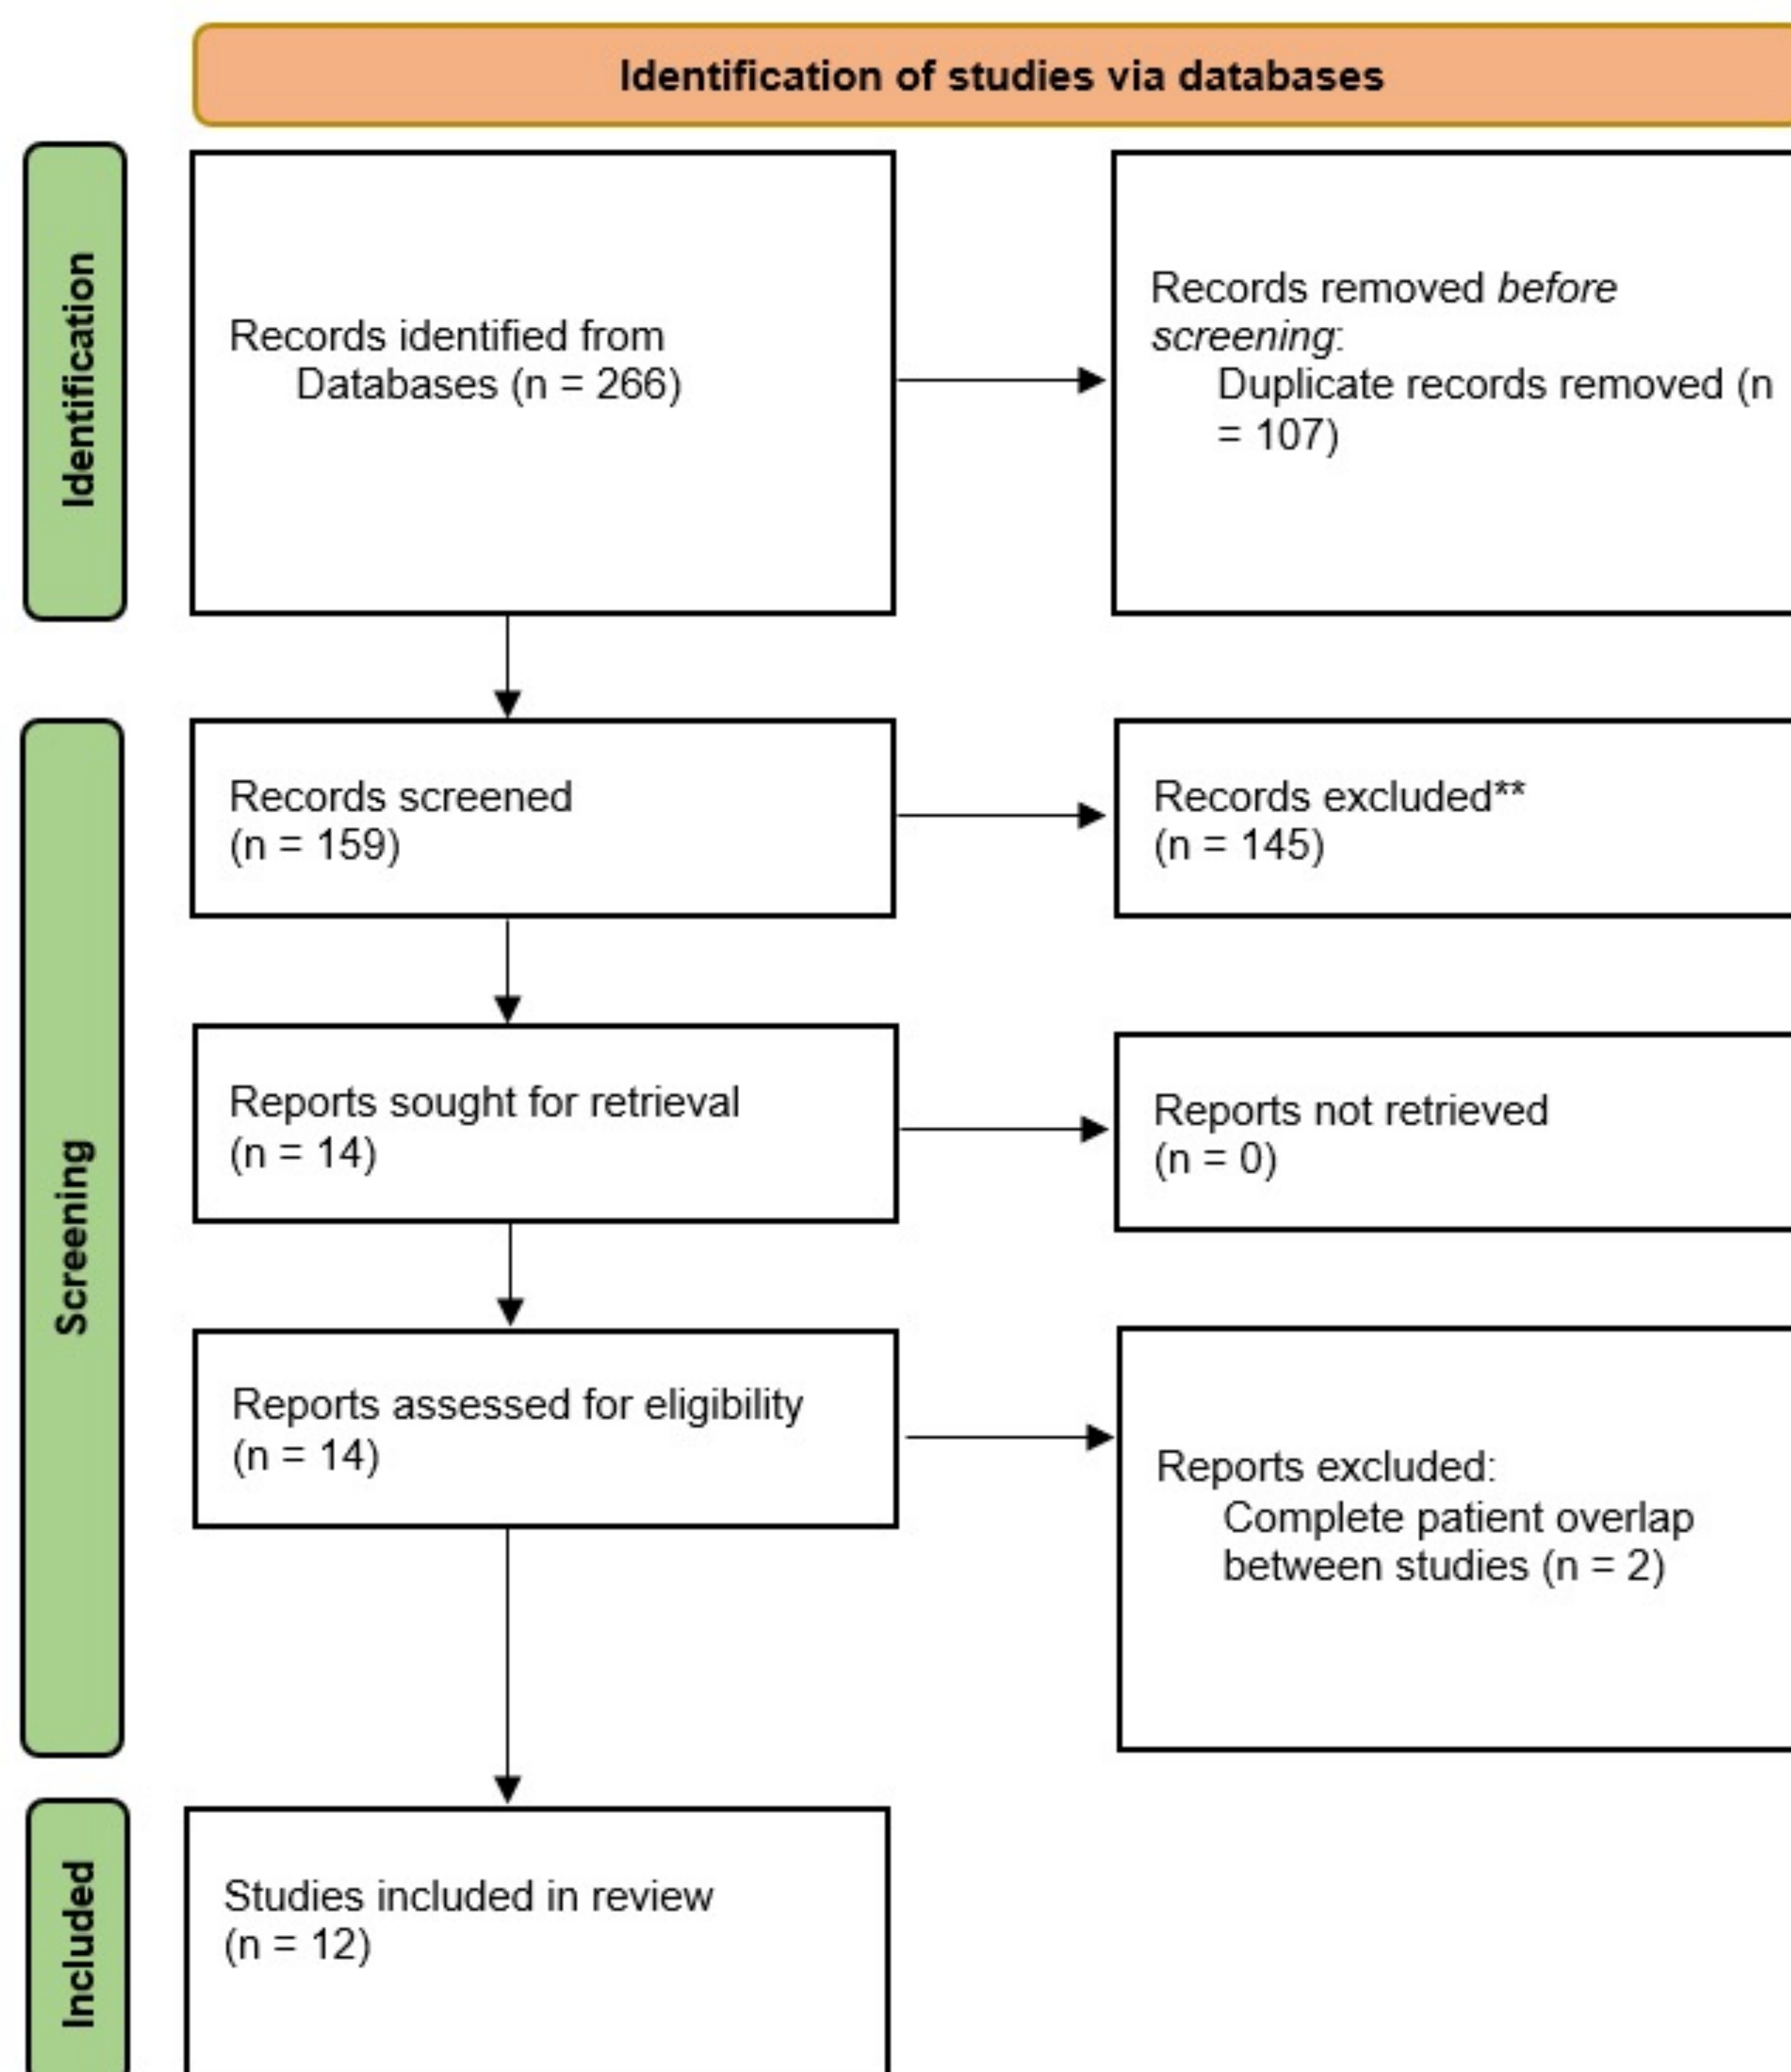 Identification of studies via databases
Identification
Records identified from
Databases (n = 266)
Records removed before
screening:
Duplicate records removed (n
= 107)
Screening
Records screened
(n = 159)
Records excluded**
(n = 145)
Reports sought for retrieval
(n = 14)
Reports not retrieved
(n = 0)
Reports assessed for eligibility
(n = 14)
Reports excluded:
Complete patient overlap
between studies (n = 2)
Included
Studies included in review
(n = 12)